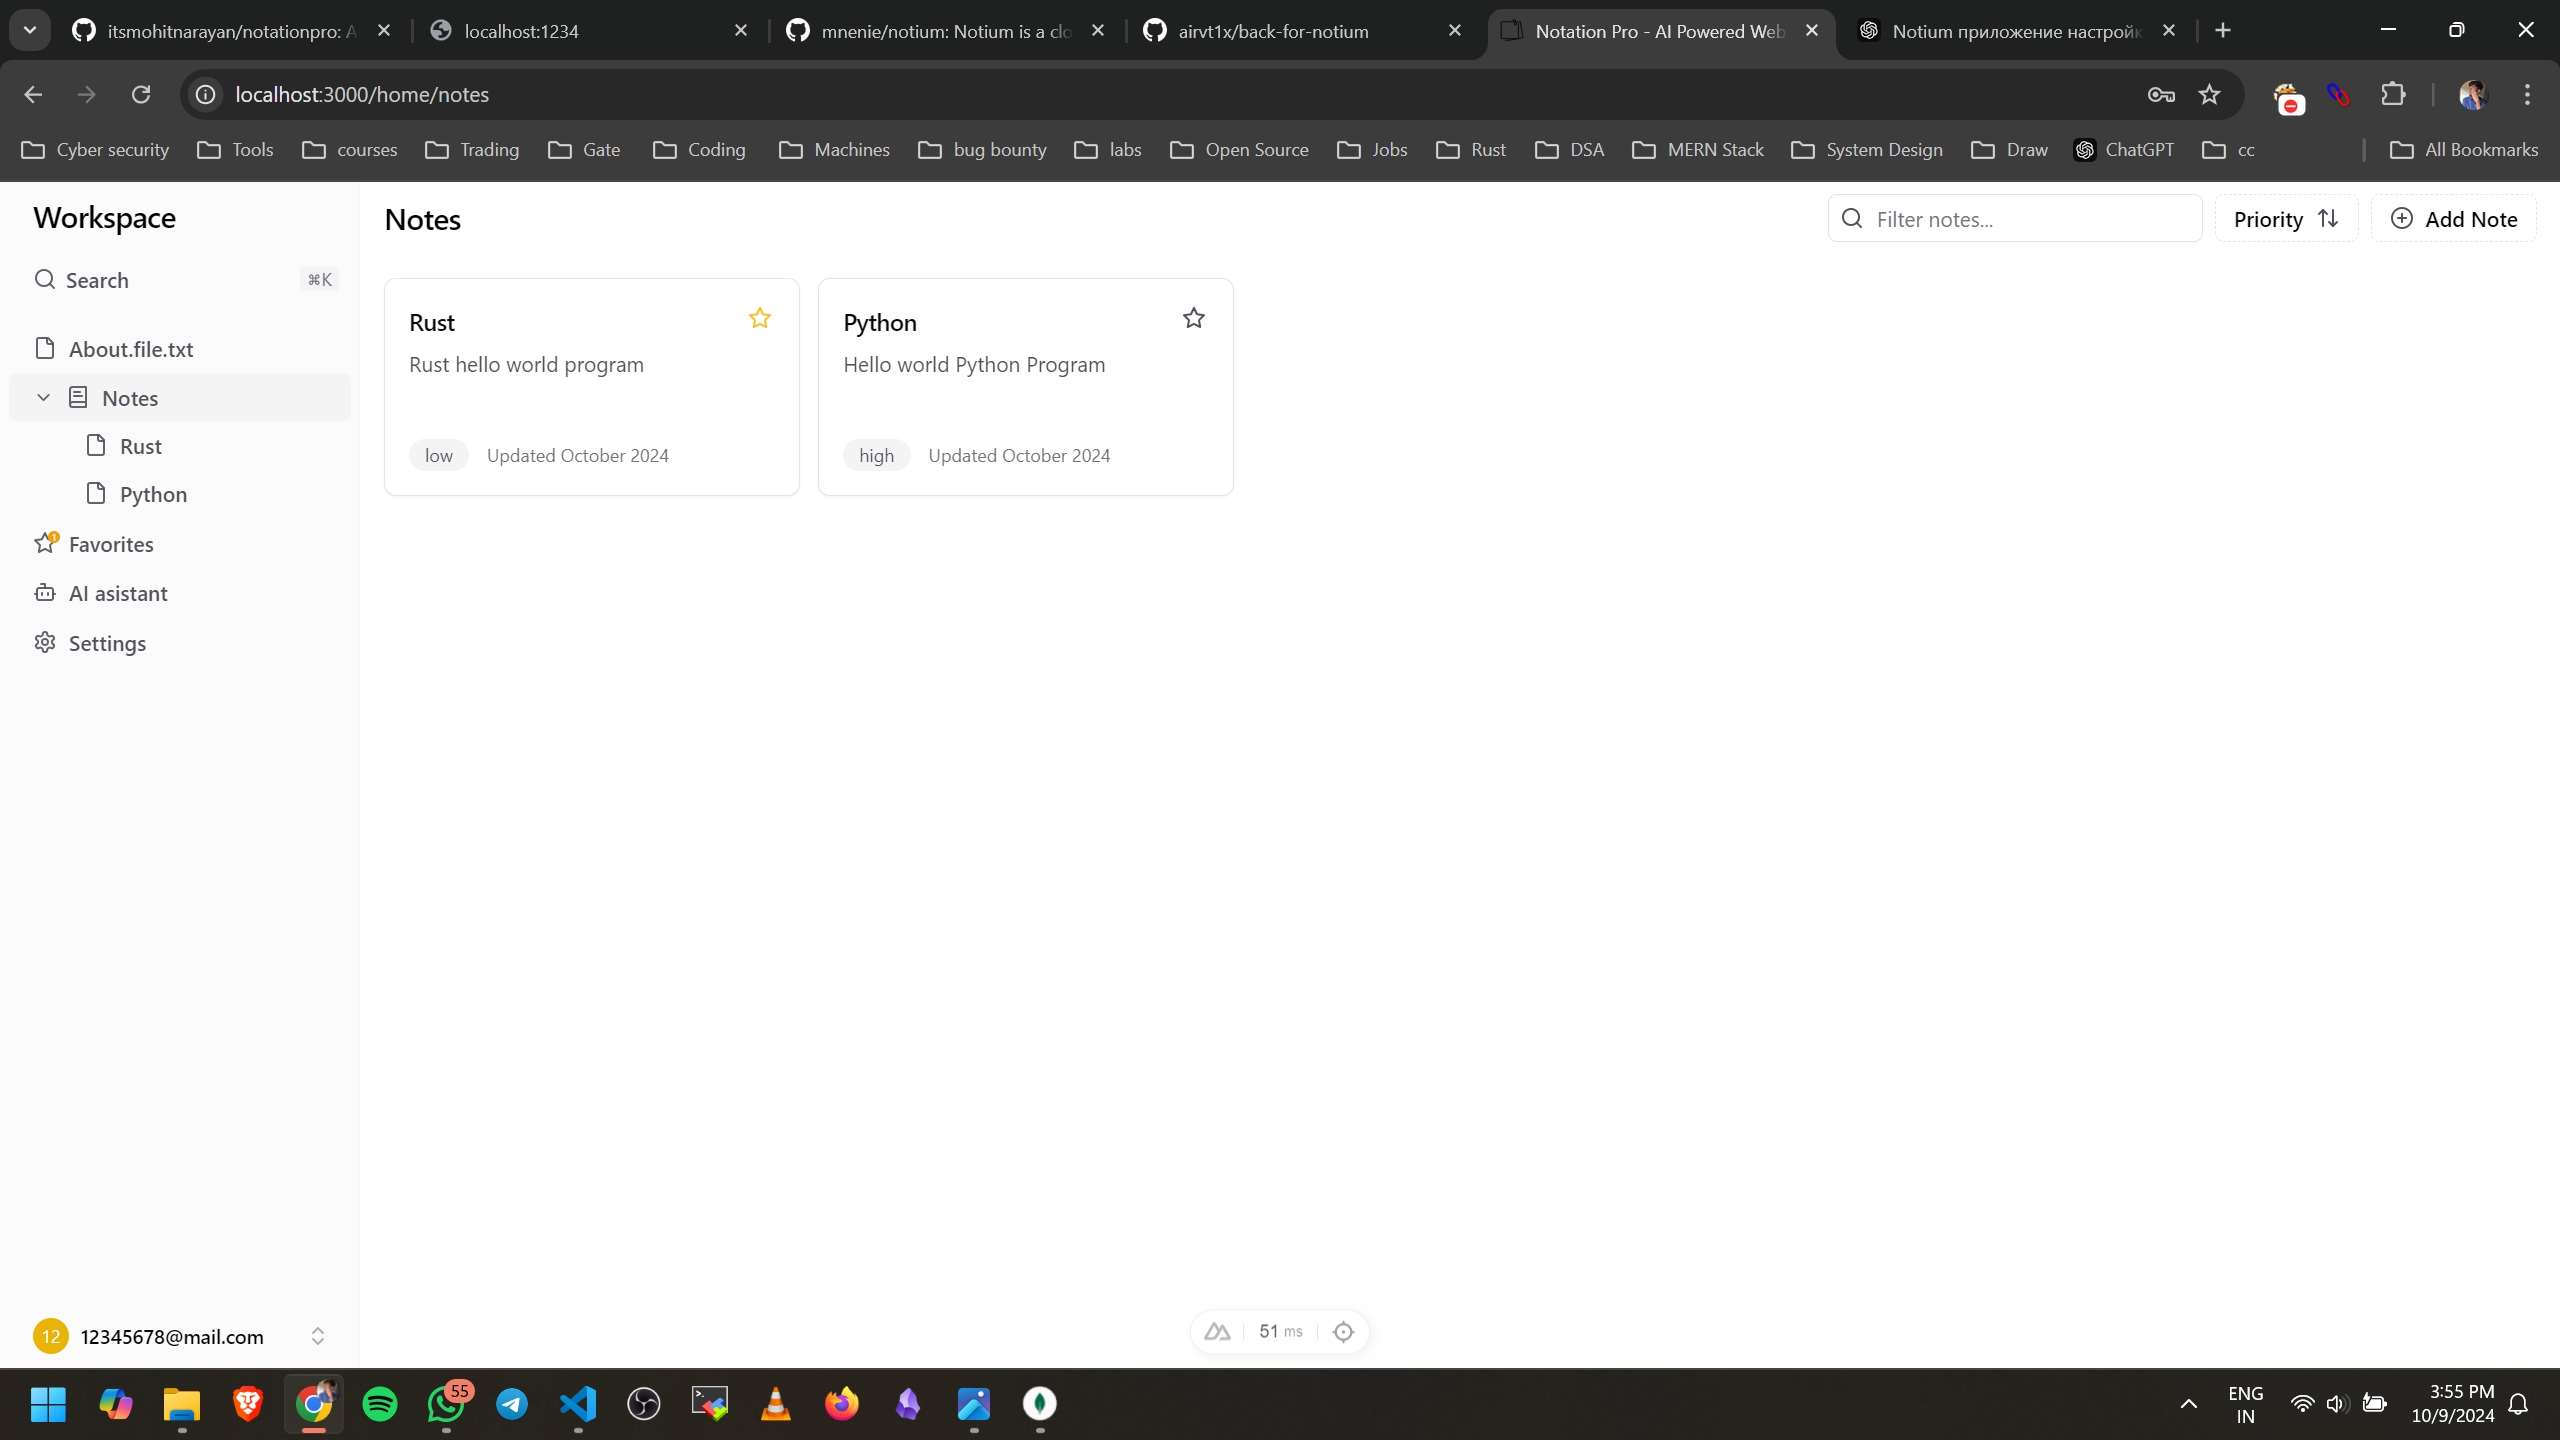 itsmohitnarayan/notationpro: A
localhost:1234
mnenie/notium: Notium is a clo
airvt1x/back-for-notium
Notation Pro - AI Powered Web
Notium приложение настройк
localhost:3000/home/notes
Cyber security
Tools
courses
Trading
Gate
Coding
Machines
bug bounty
labs
Open Source
Jobs
Rust
DSA
MERN Stack
System Design
Draw
ChatGPT
cc
All Bookmarks
Workspace
Search
⌘K
About.file.txt
Notes
Rust
Python
Favorites
1
AI asistant
Settings
12
12345678@mail.com
Notes
Filter notes...
Priority
Add Note
Rust
Rust hello world program
low
Updated October 2024
Python
Hello world Python Program
high
Updated October 2024
51 ms
55
ENG
IN
3:55 PM
10/9/2024